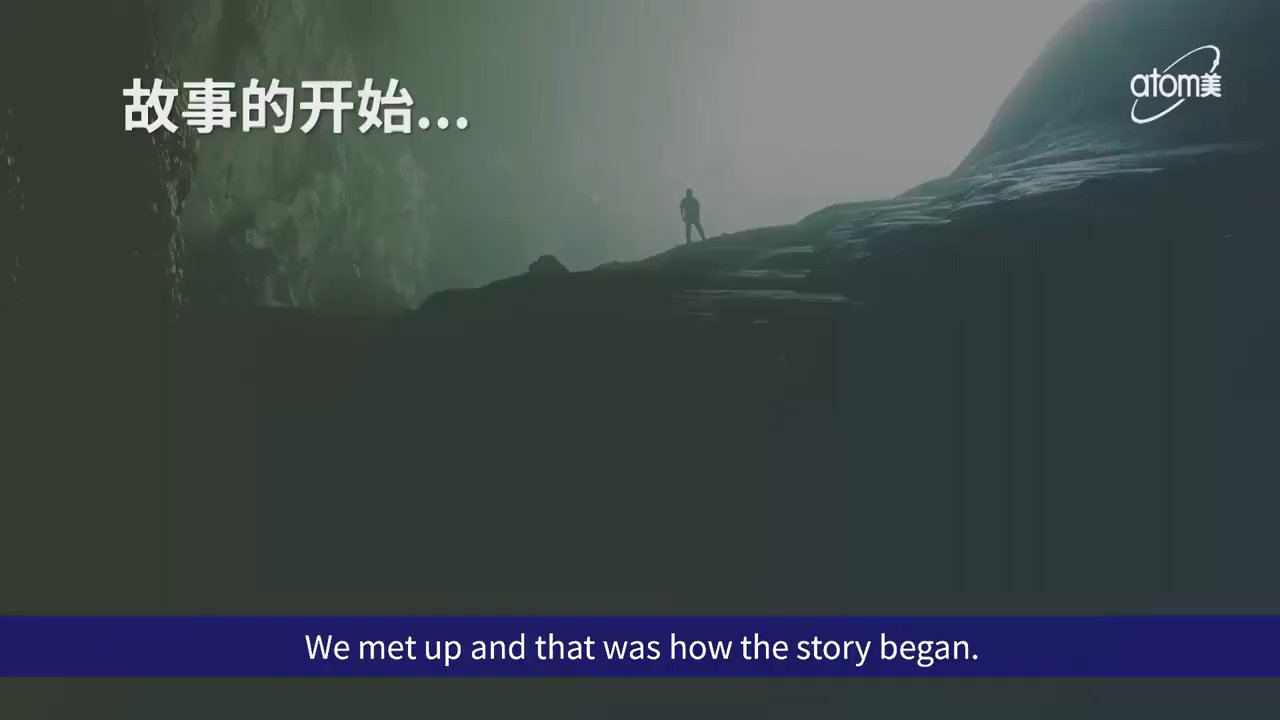 故事的开始...
atom美
We met up and that was how the story began.